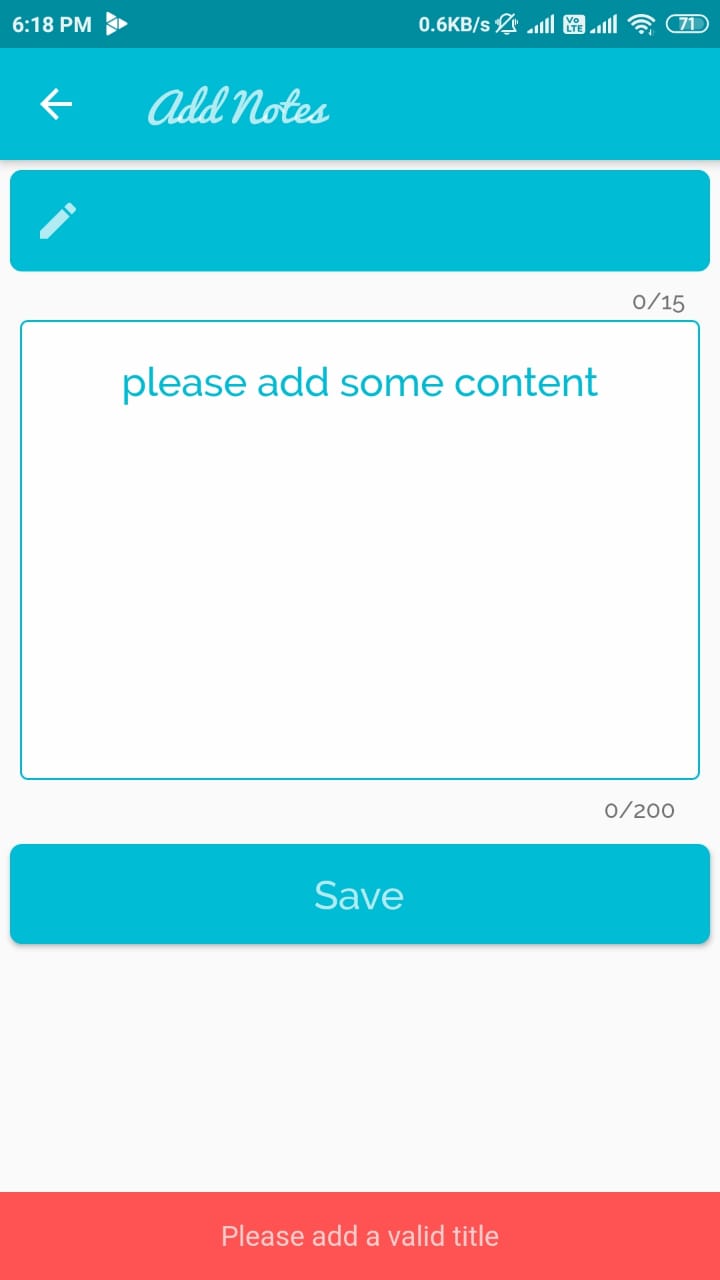 6:18 PM 0.6KB/s Vo LTE 71
Add Notes
0/15
please add some content
0/200
Save
Please add a valid title